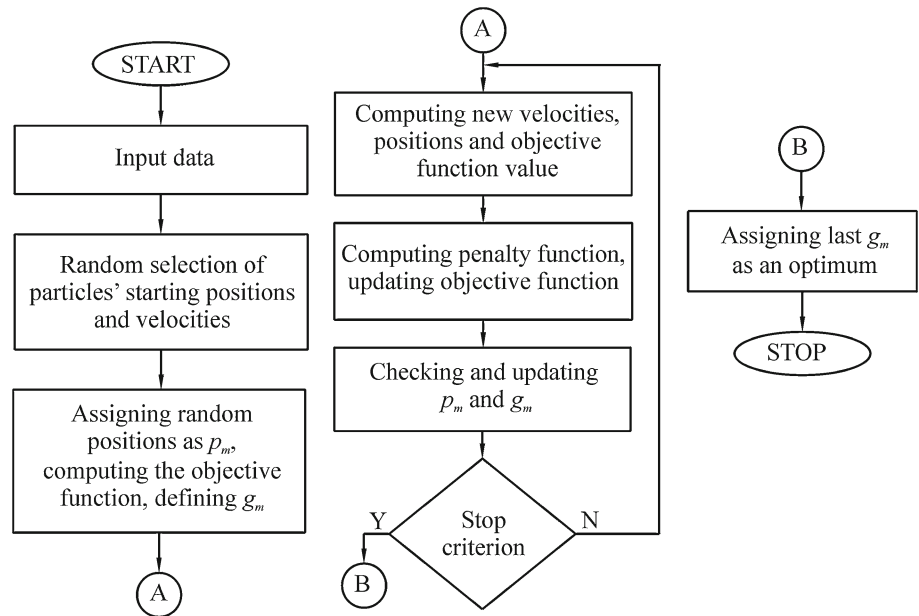 START
Input data
Random selection of
particles' starting positions
and velocities
Assigning random
positions as pₘ,
computing the objective
function, defining gₘ
A
A
Computing new velocities,
positions and objective
function value
Computing penalty function,
updating objective function
Checking and updating
pₘ and gₘ
Stop
criterion
Y
N
B
B
Assigning last gₘ
as an optimum
STOP